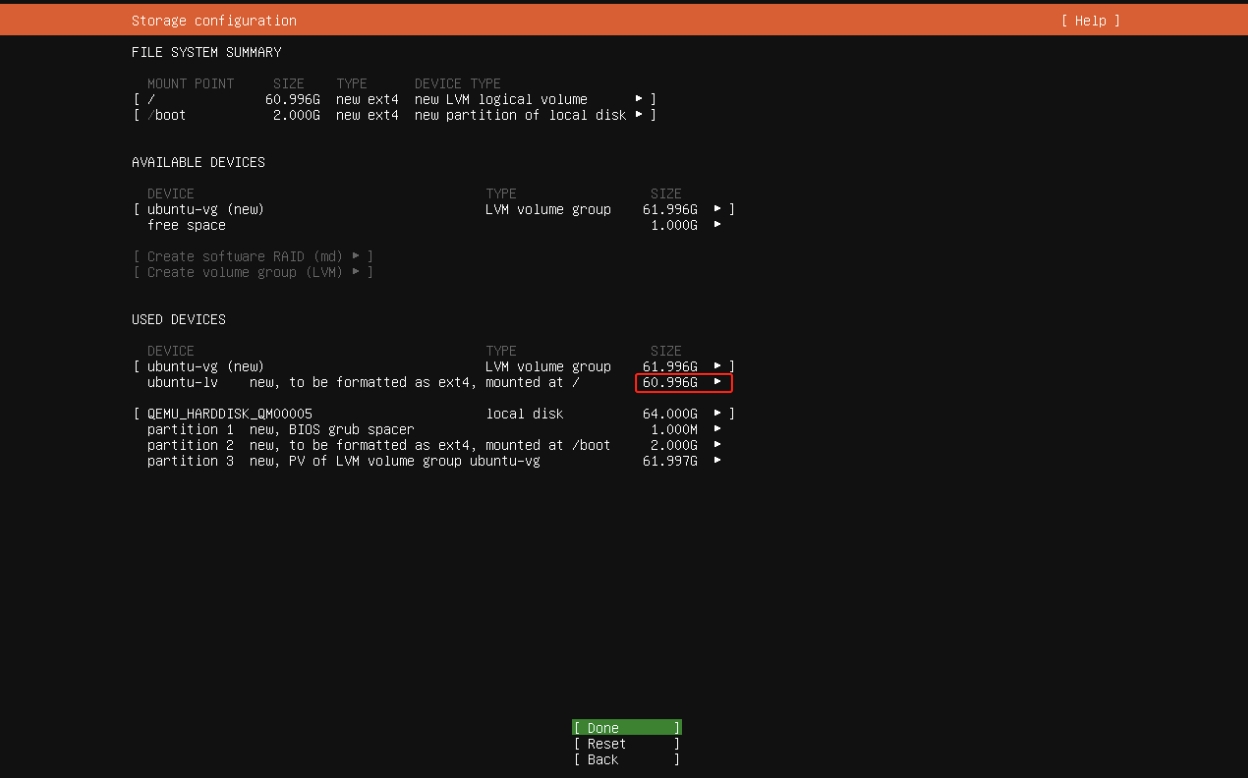 Storage configuration [ Help ]
FILE SYSTEM SUMMARY
MOUNT POINT SIZE TYPE DEVICE TYPE
[ / 60.996G new ext4 new LVM logical volume ▸ ]
[ /boot 2.000G new ext4 new partition of local disk ▸ ]
AVAILABLE DEVICES
DEVICE TYPE SIZE
[ ubuntu-vg (new) LVM volume group 61.996G ▸ ]
free space 1.000G ▸
[ Create software RAID (md) ▸ ]
[ Create volume group (LVM) ▸ ]
USED DEVICES
DEVICE TYPE SIZE
[ ubuntu-vg (new) LVM volume group 61.996G ▸ ]
ubuntu-lv new, to be formatted as ext4, mounted at / 60.996G ▸
[ QEMU_HARDDISK_QM00005 local disk 64.000G ▸ ]
partition 1 new, BIOS grub spacer 1.000M ▸
partition 2 new, to be formatted as ext4, mounted at /boot 2.000G ▸
partition 3 new, PV of LVM volume group ubuntu-vg 61.997G ▸
[ Done ]
[ Reset ]
[ Back ]